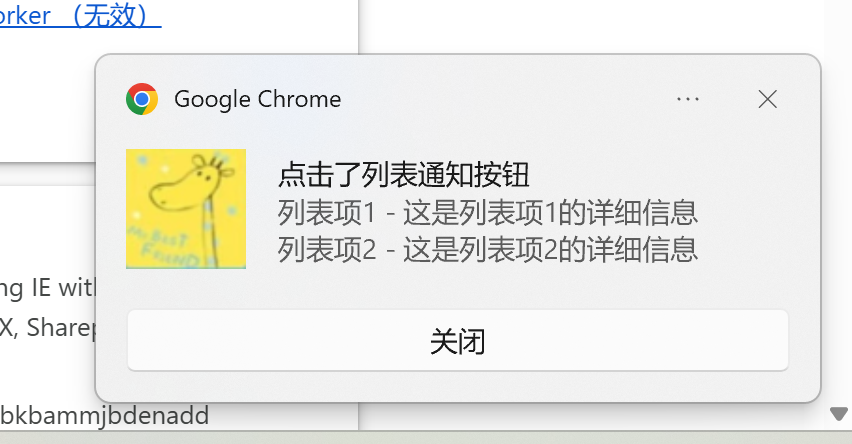 orker （无效）
Google Chrome
点击了列表通知按钮
列表项1 - 这是列表项1的详细信息
列表项2 - 这是列表项2的详细信息
MY BEST
FRIEND
关闭
ng IE with
X, Sharep
bkbammjbdenadd